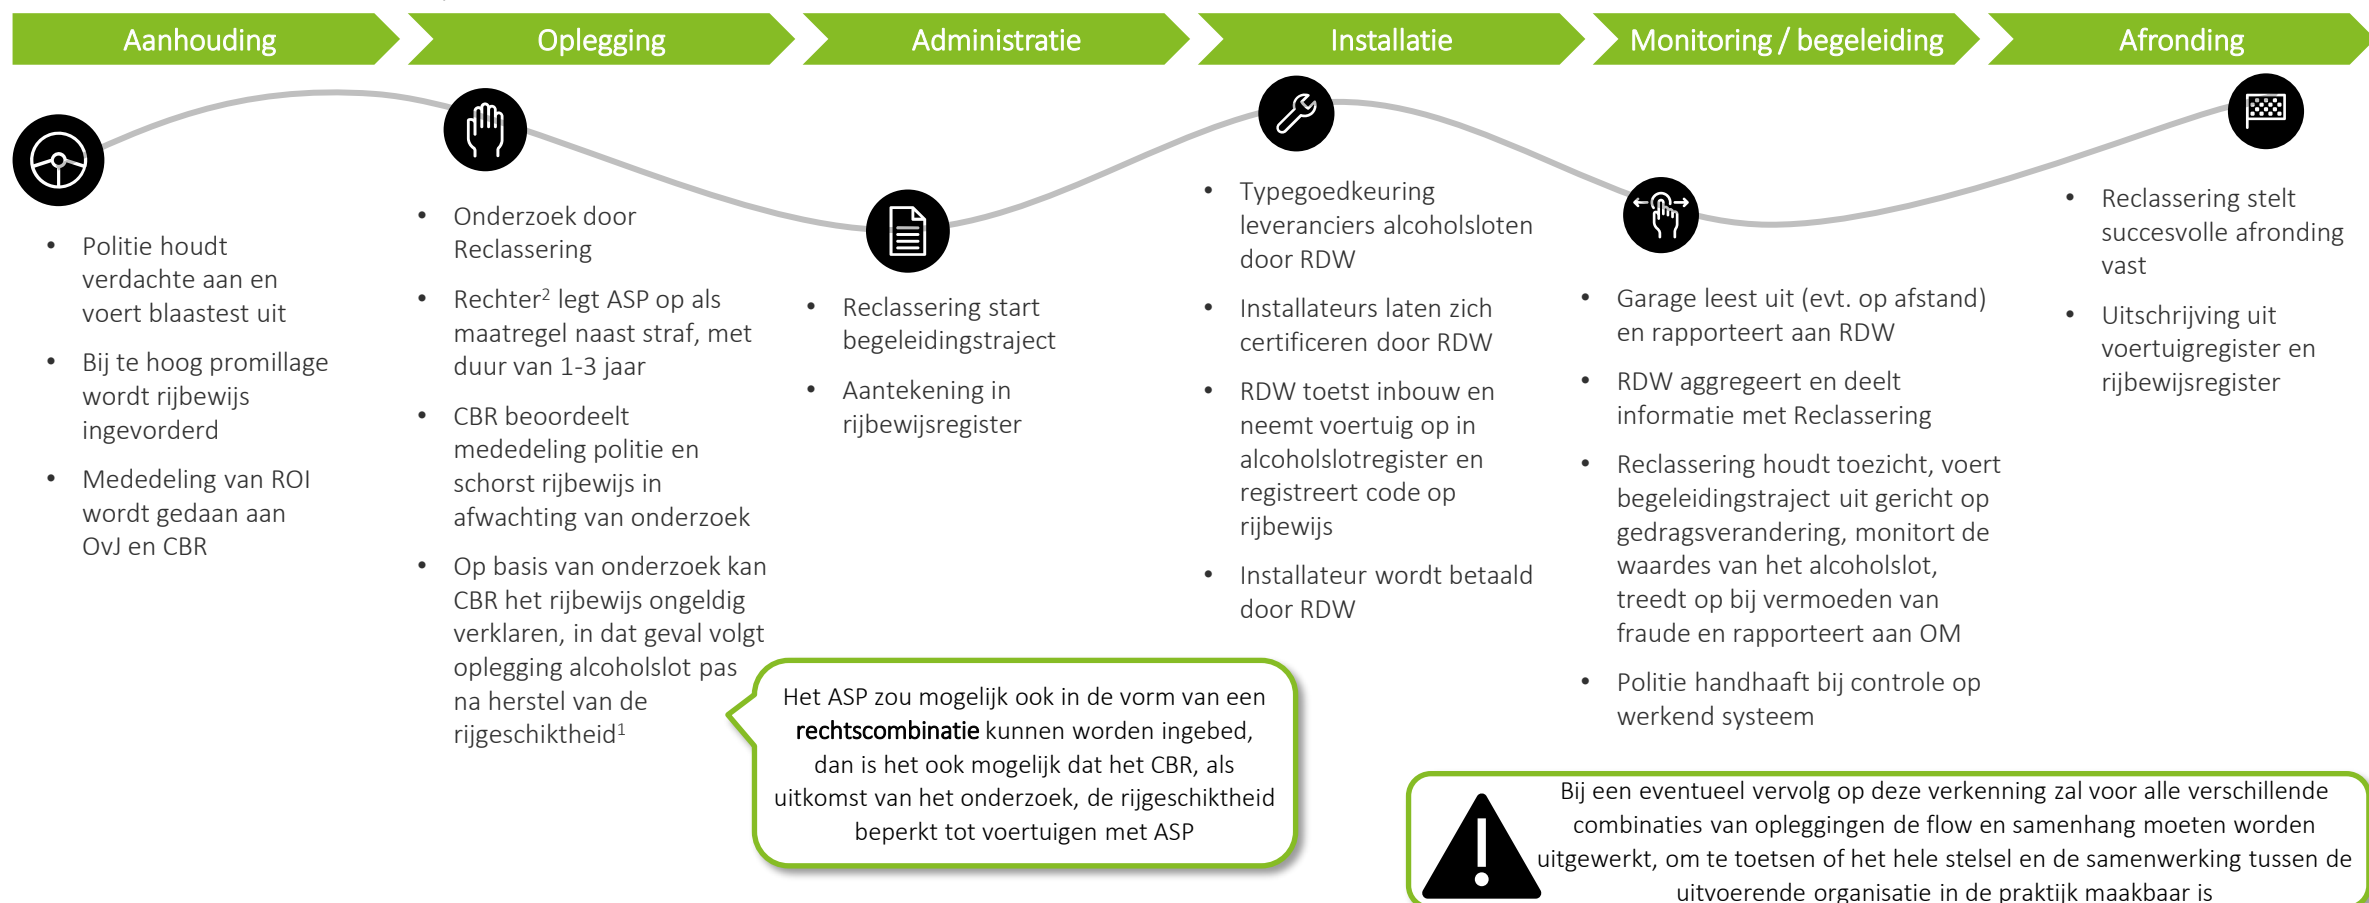 Aanhouding
Oplegging
Administratie
Installatie
Monitoring / begeleiding
Afronding
• Politie houdt
verdachte aan en
voert blaastest uit
• Bij te hoog promillage
wordt rijbewijs
ingevorderd
• Mededeling van ROI
wordt gedaan aan
OvJ en CBR
• Onderzoek door
Reclassering
• Rechter² legt ASP op als
maatregel naast straf, met
duur van 1-3 jaar
• CBR beoordeelt
mededeling politie en
schorst rijbewijs in
afwachting van onderzoek
• Op basis van onderzoek kan
CBR het rijbewijs ongeldig
verklaren, in dat geval volgt
oplegging alcoholslot pas
na herstel van de
rijgeschiktheid¹
• Reclassering start
begeleidingstraject
• Aantekening in
rijbewijsregister
• Typegoedkeuring
leveranciers alcoholsloten
door RDW
• Installateurs laten zich
certificeren door RDW
• RDW toetst inbouw en
neemt voertuig op in
alcoholslotregister en
registreert code op
rijbewijs
• Installateur wordt betaald
door RDW
• Garage leest uit (evt. op afstand)
en rapporteert aan RDW
• RDW aggregeert en deelt
informatie met Reclassering
• Reclassering houdt toezicht, voert
begeleidingstraject uit gericht op
gedragsverandering, monitort de
waardes van het alcoholslot,
treedt op bij vermoeden van
fraude en rapporteert aan OM
• Politie handhaaft bij controle op
werkend systeem
• Reclassering stelt
succesvolle afronding
vast
• Uitschrijving uit
voertuigregister en
rijbewijsregister
Het ASP zou mogelijk ook in de vorm van een
rechtscombinatie kunnen worden ingebed,
dan is het ook mogelijk dat het CBR, als
uitkomst van het onderzoek, de rijgeschiktheid
beperkt tot voertuigen met ASP
Bij een eventueel vervolg op deze verkenning zal voor alle verschillende
combinaties van opleggingen de flow en samenhang moeten worden
uitgewerkt, om te toetsen of het hele stelsel en de samenwerking tussen de
uitvoerende organisatie in de praktijk maakbaar is